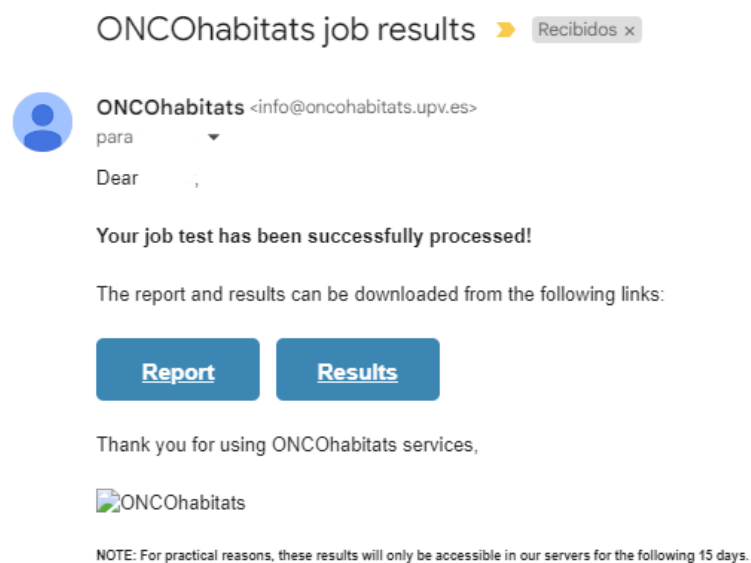 ONCOhabitats job results Recibidos ×
ONCOhabitats <info@oncohabitats.upv.es>
para
Dear ,
Your job test has been successfully processed!
The report and results can be downloaded from the following links:
Report Results
Thank you for using ONCOhabitats services,
ONCOhabitats
NOTE: For practical reasons, these results will only be accessible in our servers for the following 15 days.